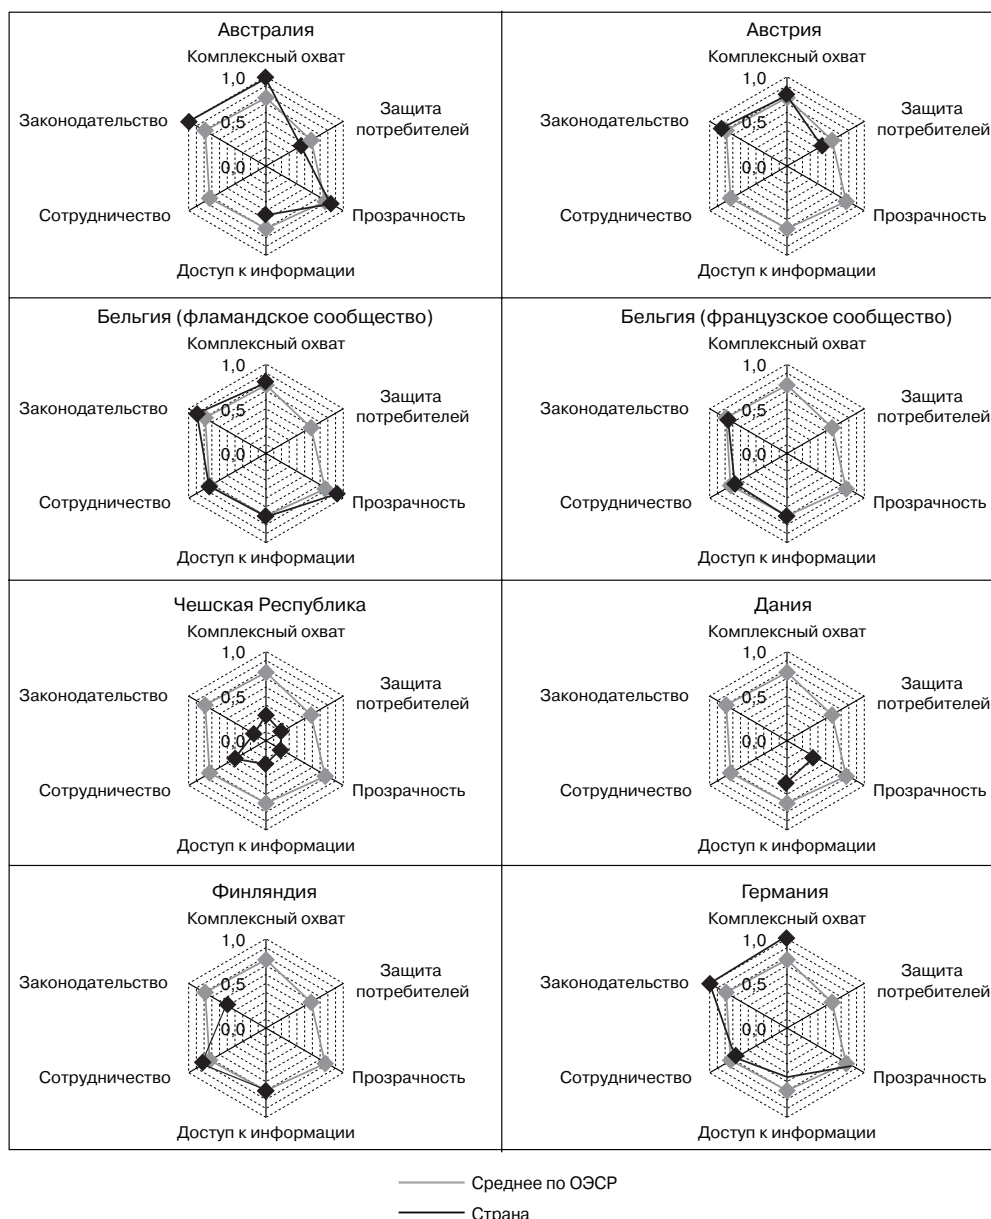 Австралия
Комплексный охват
1,0
Защита
потребителей
Законодательство
0,5
0,0
Сотрудничество
Прозрачность
Доступ к информации
Австрия
Комплексный охват
1,0
Защита
потребителей
Законодательство
0,5
0,0
Сотрудничество
Прозрачность
Доступ к информации
Бельгия (фламандское сообщество)
Комплексный охват
1,0
Защита
потребителей
Законодательство
0,5
0,0
Сотрудничество
Прозрачность
Доступ к информации
Бельгия (французское сообщество)
Комплексный охват
1,0
Защита
потребителей
Законодательство
0,5
0,0
Сотрудничество
Прозрачность
Доступ к информации
Чешская Республика
Комплексный охват
1,0
Защита
потребителей
Законодательство
0,5
0,0
Сотрудничество
Прозрачность
Доступ к информации
Дания
Комплексный охват
1,0
Защита
потребителей
Законодательство
0,5
0,0
Сотрудничество
Прозрачность
Доступ к информации
Финляндия
Комплексный охват
1,0
Защита
потребителей
Законодательство
0,5
0,0
Сотрудничество
Прозрачность
Доступ к информации
Германия
Комплексный охват
1,0
Защита
потребителей
Законодательство
0,5
0,0
Сотрудничество
Прозрачность
Доступ к информации
Среднее по ОЭСР
Страна